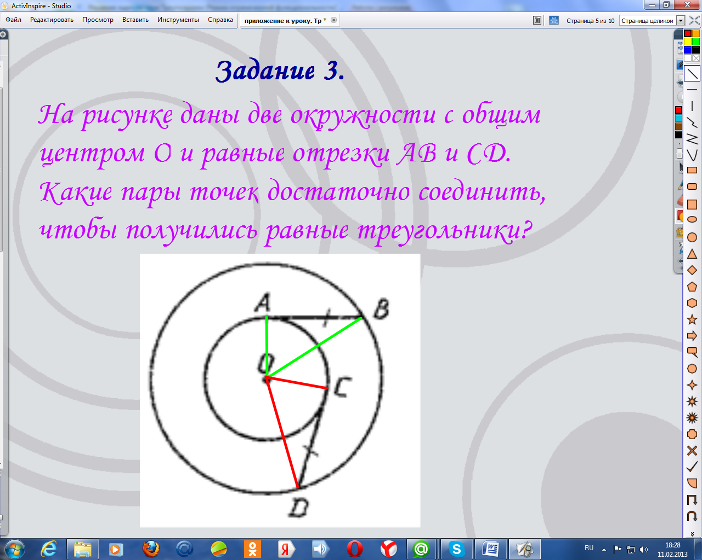 ActivInspire - Studio
Файл Редактировать Просмотр Вставить Инструменты Справка приложение к уроку. Тр * Страница 5 из 10 Страница целиком
Задание 3.
На рисунке даны две окружности с общим
центром О и равные отрезки АВ и CD.
Какие пары точек достаточно соединить,
чтобы получились равные треугольники?
A
B
O
C
D
RU 18:28
11.02.2013